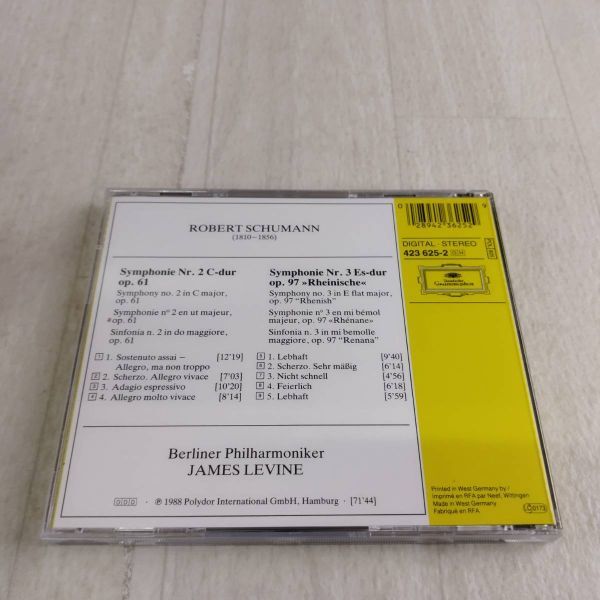 ROBERT SCHUMANN
(1810–1856)
Symphonie Nr. 2 C-dur
op. 61
Symphony no. 2 in C major,
op. 61
Symphonie n° 2 en ut majeur,
op. 61
Sinfonia n. 2 in do maggiore,
op. 61
1 1. Sostenuto assai – 
Allegro, ma non troppo [12'19]
2 2. Scherzo. Allegro vivace [7'03]
3 3. Adagio espressivo [10'20]
4 4. Allegro molto vivace [8'14]
Symphonie Nr. 3 Es-dur
op. 97 »Rheinische«
Symphony no. 3 in E flat major,
op. 97 "Rhenish"
Symphonie n° 3 en mi bémol
majeur, op. 97 «Rhénane»
Sinfonia n. 3 in mi bemolle
maggiore, op. 97 "Renana"
5 1. Lebhaft [9'40]
6 2. Scherzo. Sehr mäßig [6'14]
7 3. Nicht schnell [4'56]
8 4. Feierlich [6'18]
9 5. Lebhaft [5'59]
Berliner Philharmoniker
JAMES LEVINE
DDD · ℗ 1988 Polydor International GmbH, Hamburg · [71'44]
0 28942 36252 9
DIGITAL · STEREO
423 625-2 GH
Deutsche
Grammophon
Printed in West Germany by /
Imprimé en RFA par Neef, Wittingen
Made in West Germany
Fabriqué en RFA